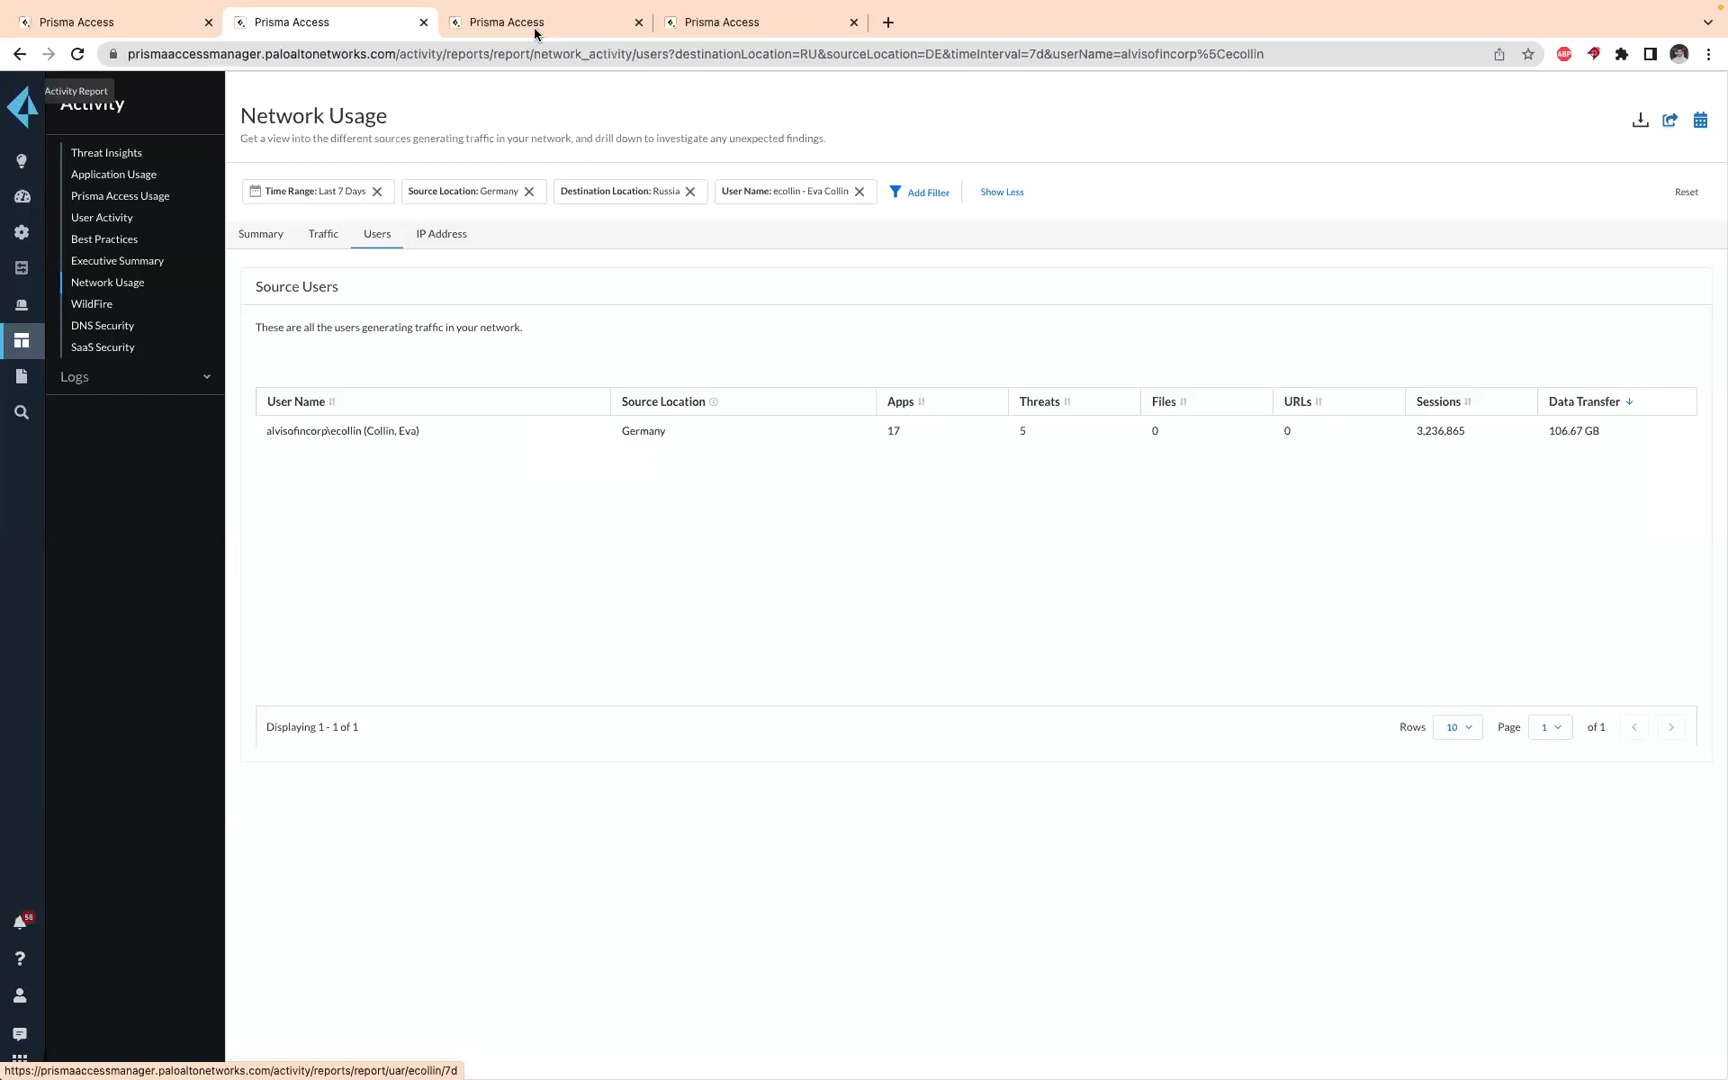 Prisma Access
Prisma Access
Prisma Access
Prisma Access
prismaaccessmanager.paloaltonetworks.com/activity/reports/report/network_activity/users?destinationLocation=RU&sourceLocation=DE&timeInterval=7d&userName=alvisofincorp%5Cecollin
ABP
Activity Report
Activity
Threat Insights
Application Usage
Prisma Access Usage
User Activity
Best Practices
Executive Summary
Network Usage
WildFire
DNS Security
SaaS Security
Logs
58
Network Usage
Get a view into the different sources generating traffic in your network, and drill down to investigate any unexpected findings.
Time Range: Last 7 Days Source Location: Germany Destination Location: Russia User Name: ecollin - Eva Collin Add Filter Show Less Reset
Summary Traffic Users IP Address
Source Users
These are all the users generating traffic in your network.
User Name Source Location Apps Threats Files URLs Sessions Data Transfer
alvisofincorp\ecollin (Collin, Eva) Germany 17 5 0 0 3,236,865 106.67 GB
Displaying 1 - 1 of 1 Rows 10 Page 1 of 1
https://prismaaccessmanager.paloaltonetworks.com/activity/reports/report/uar/ecollin/7d